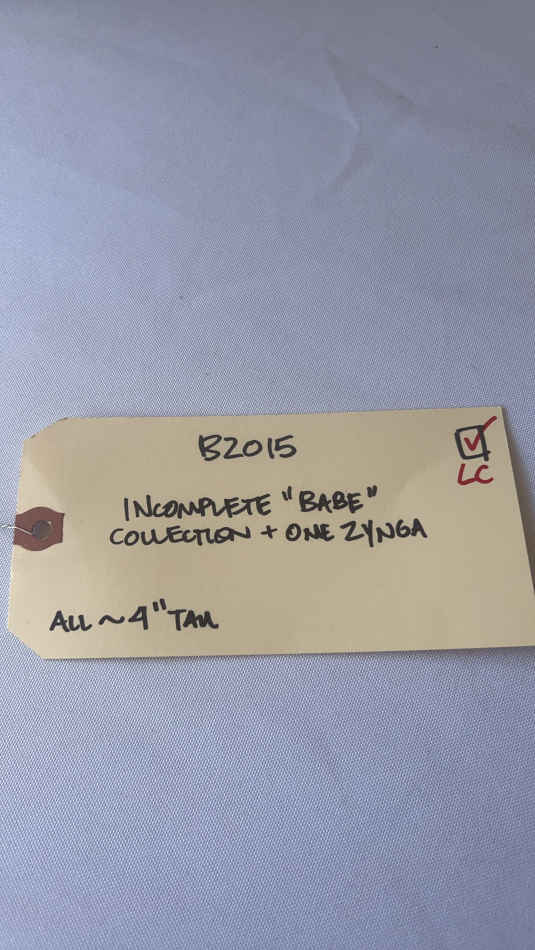 B2015
LC
INCOMPLETE "BABE"
COLLECTION + ONE ZYNGA
ALL ~ 4" TALL